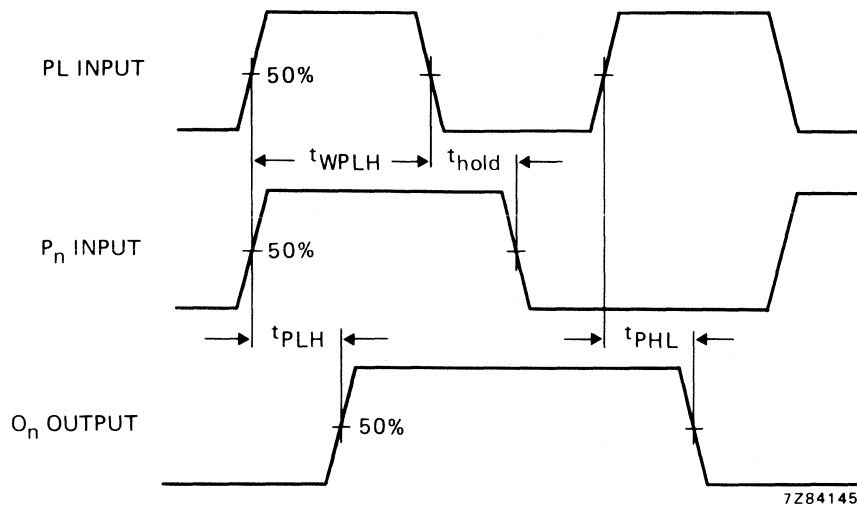 PL INPUT
50%
tWPLH
thold
Pn INPUT
50%
tPLH
tPHL
On OUTPUT
50%
7Z84145